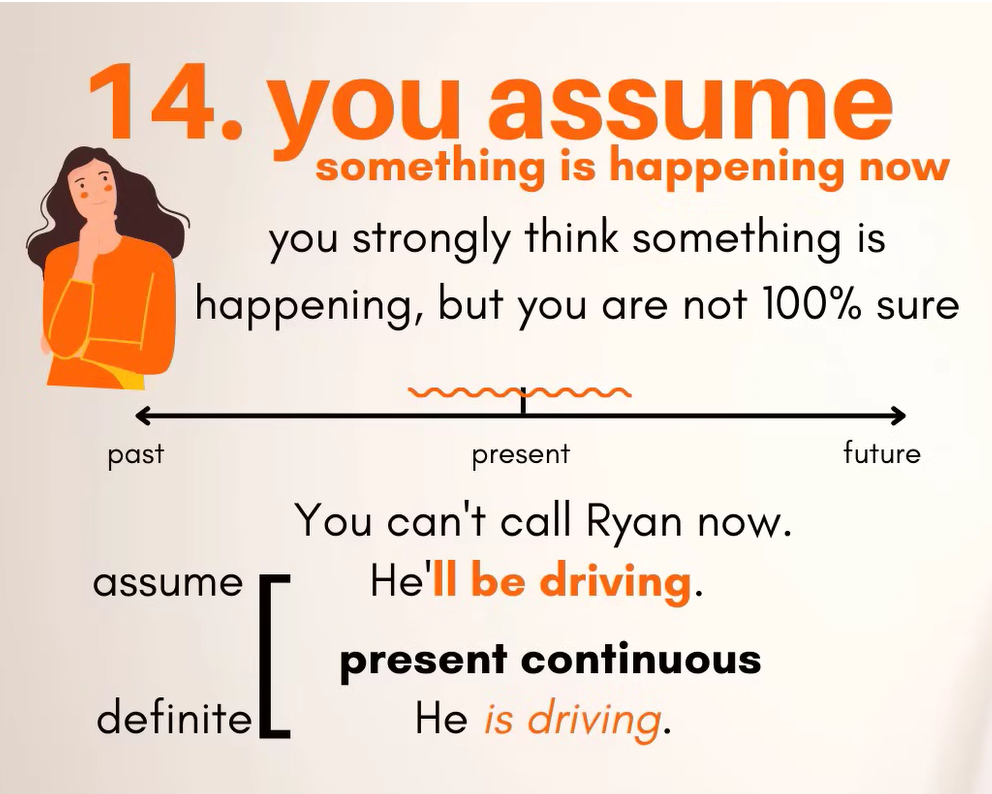 14. you assume
something is happening now
you strongly think something is
happening, but you are not 100% sure
past present future
You can't call Ryan now.
assume He'll be driving.
present continuous
definite He is driving.